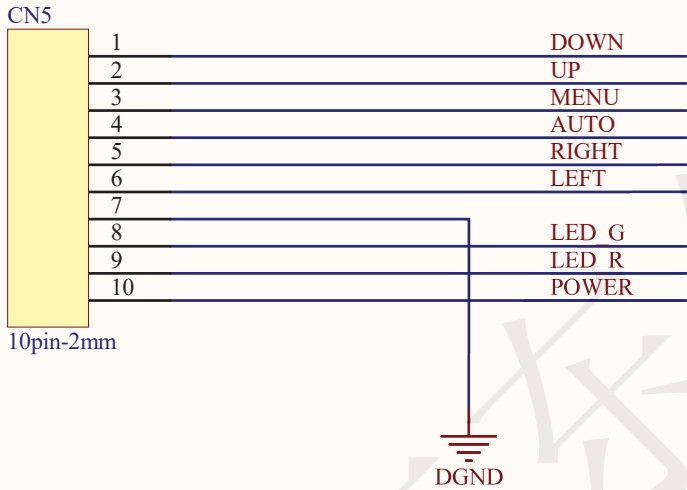 CN5
1 DOWN
2 UP
3 MENU
4 AUTO
5 RIGHT
6 LEFT
7
8 LED_G
9 LED_R
10 POWER
10pin-2mm
DGND